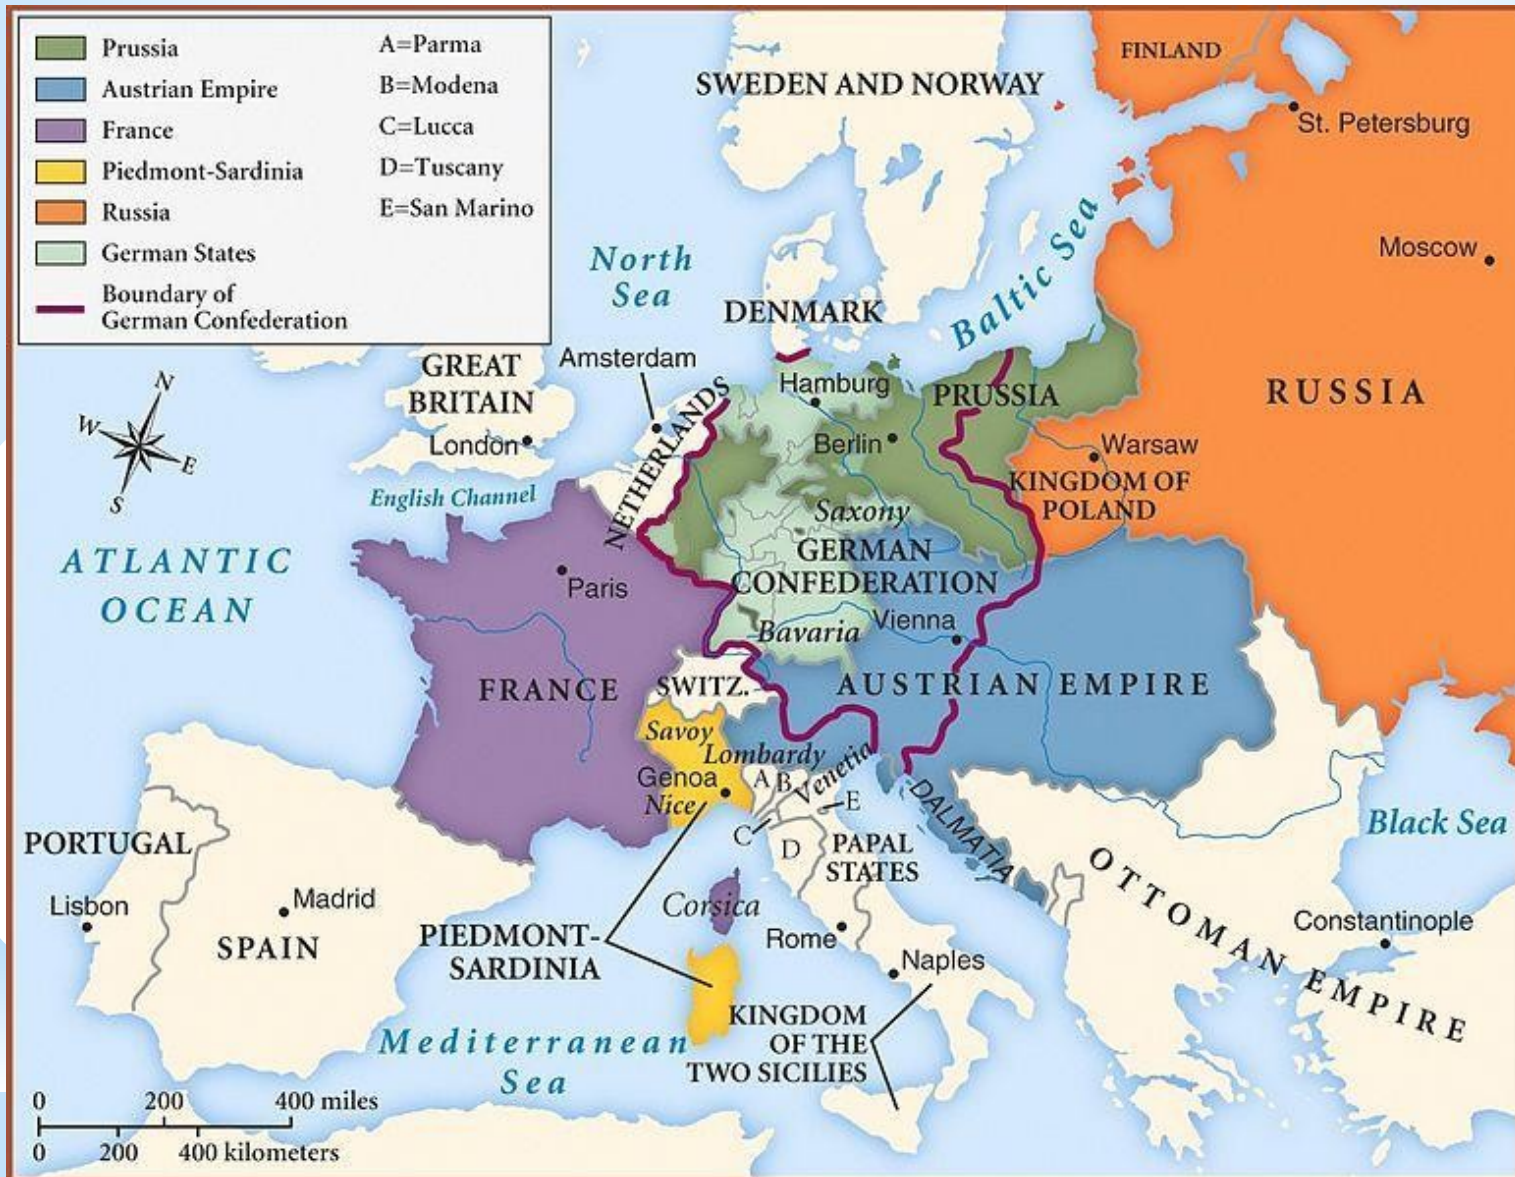 Prussia
Austrian Empire
France
Piedmont-Sardinia
Russia
German States
Boundary of
German Confederation
A=Parma
B=Modena
C=Lucca
D=Tuscany
E=San Marino
FINLAND
SWEDEN AND NORWAY
St. Petersburg
Moscow
North
Sea
Baltic Sea
DENMARK
Amsterdam
GREAT
BRITAIN
London
Hamburg
PRUSSIA
RUSSIA
NETHERLANDS
Berlin
Warsaw
KINGDOM OF
POLAND
N
W
E
S
English Channel
Saxony
ATLANTIC
OCEAN
GERMAN
CONFEDERATION
Paris
Bavaria
Vienna
FRANCE
SWITZ.
AUSTRIAN EMPIRE
Savoy
Lombardy
Venetia
Genoa
Nice
A
B
E
C
D
DALMATIA
PAPAL
STATES
Black Sea
PORTUGAL
Lisbon
Madrid
SPAIN
Corsica
PIEDMONT-
SARDINIA
Rome
Naples
OTTOMAN EMPIRE
Constantinople
KINGDOM
OF THE
TWO SICILIES
Mediterranean
Sea
0 200 400 miles
0 200 400 kilometers